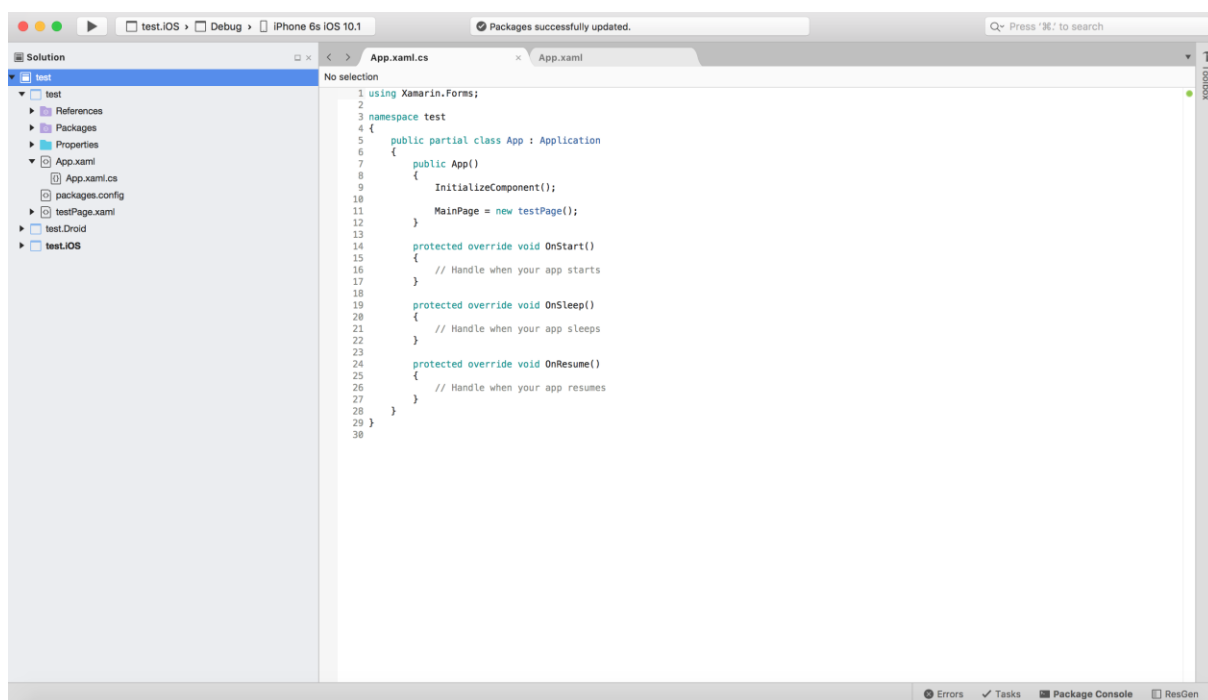 test.iOS › Debug › iPhone 6s iOS 10.1
Packages successfully updated.
Press '⌘.' to search
Solution
test
test
References
Packages
Properties
App.xaml
App.xaml.cs
packages.config
testPage.xaml
test.Droid
test.iOS
App.xaml.cs
App.xaml
No selection
1 using Xamarin.Forms;
2
3 namespace test
4 {
5     public partial class App : Application
6     {
7         public App()
8         {
9             InitializeComponent();
10
11             MainPage = new testPage();
12         }
13
14         protected override void OnStart()
15         {
16             // Handle when your app starts
17         }
18
19         protected override void OnSleep()
20         {
21             // Handle when your app sleeps
22         }
23
24         protected override void OnResume()
25         {
26             // Handle when your app resumes
27         }
28     }
29 }
30
Toolbox
Errors
Tasks
Package Console
ResGen